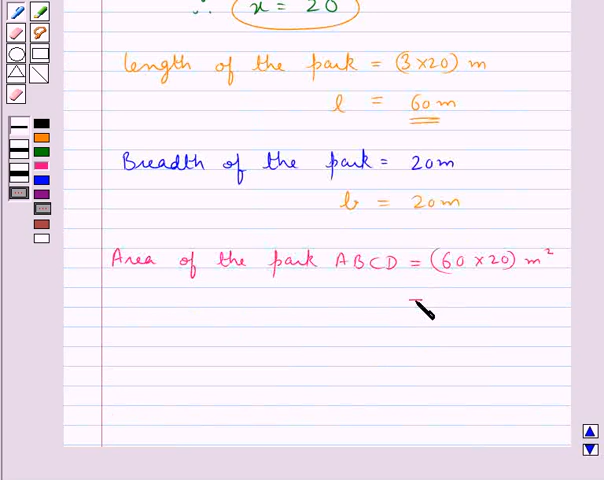 ∴ x = 20
length of the park = (3 × 20) m
l = 60 m
Breadth of the park = 20m
b = 20m
Area of the park ABCD = (60 × 20) m²
=